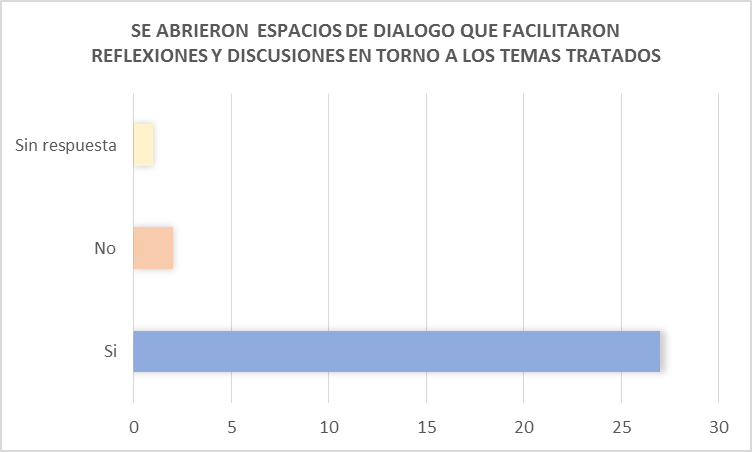 SE ABRIERON ESPACIOS DE DIALOGO QUE FACILITARON
REFLEXIONES Y DISCUSIONES EN TORNO A LOS TEMAS TRATADOS
Sin respuesta
No
Si
0 5 10 15 20 25 30